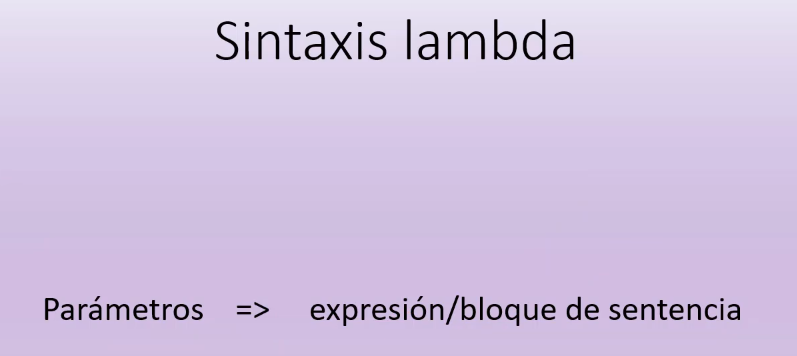 Sintaxis lambda
Parámetros => expresión/bloque de sentencia